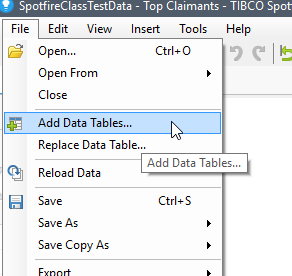 SpotfireClassTestData - Top Claimants - TIBCO Spot
File Edit View Insert Tools Help
Open... Ctrl+O
Open From
Close
Add Data Tables...
Replace Data Table...
Add Data Tables...
Reload Data
Save Ctrl+S
Save As
Save Copy As
Export